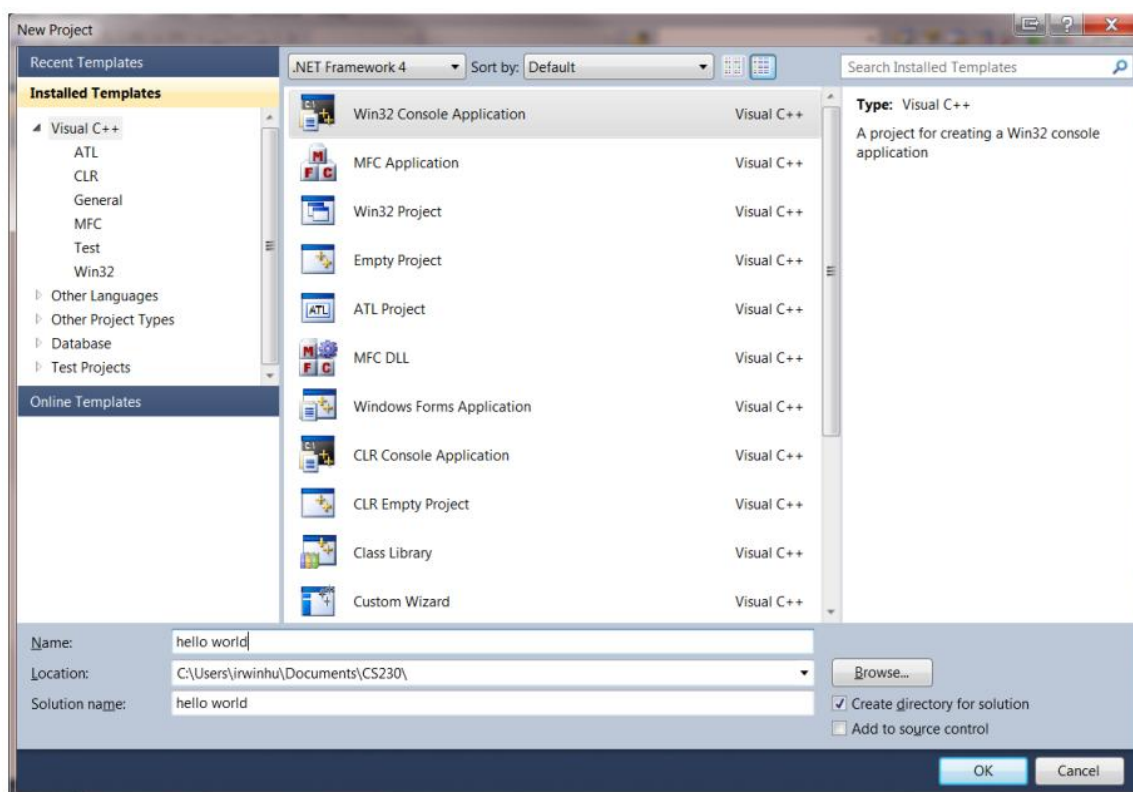 New Project
Recent Templates
Installed Templates
Visual C++
ATL
CLR
General
MFC
Test
Win32
Other Languages
Other Project Types
Database
Test Projects
Online Templates
.NET Framework 4 Sort by: Default
Win32 Console Application Visual C++
MFC Application Visual C++
Win32 Project Visual C++
Empty Project Visual C++
ATL Project Visual C++
MFC DLL Visual C++
Windows Forms Application Visual C++
CLR Console Application Visual C++
CLR Empty Project Visual C++
Class Library Visual C++
Custom Wizard Visual C++
Search Installed Templates
Type: Visual C++
A project for creating a Win32 console
application
Name: hello world
Location: C:\Users\irwinhu\Documents\CS230\ Browse...
Solution name: hello world
Create directory for solution
Add to source control
OK Cancel